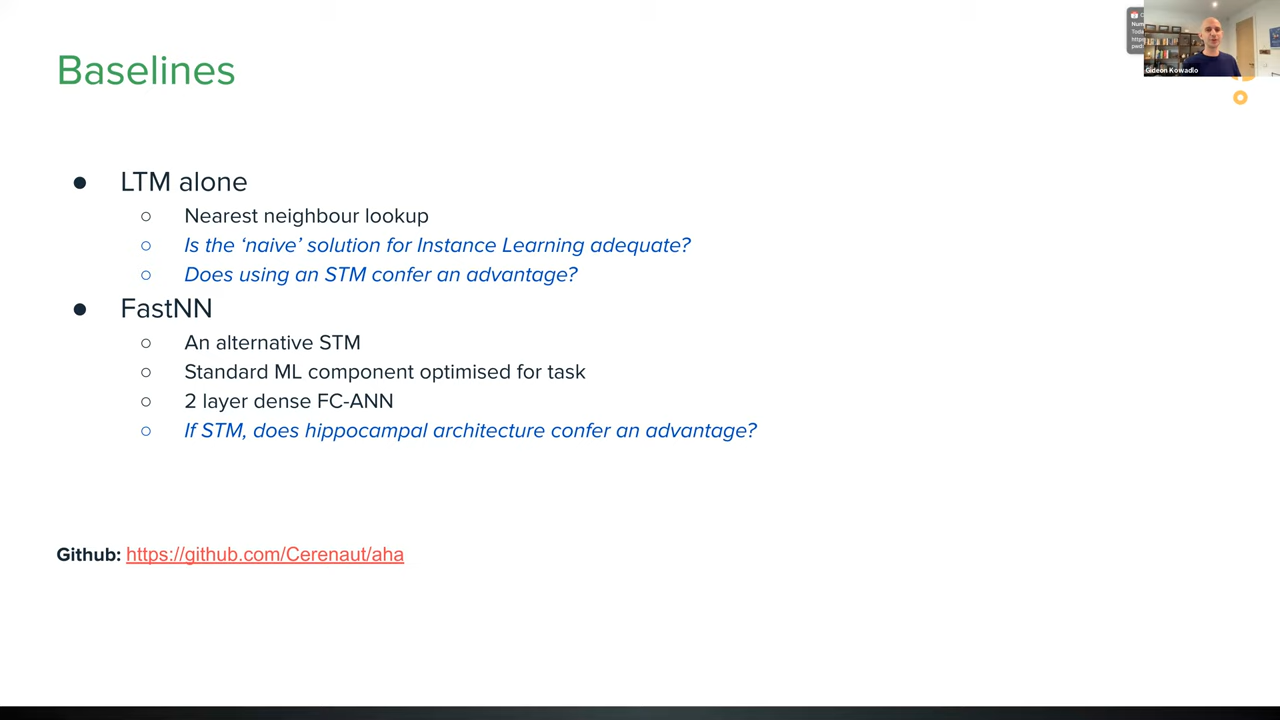 Baselines
● LTM alone
○ Nearest neighbour lookup
○ Is the ‘naive’ solution for Instance Learning adequate?
○ Does using an STM confer an advantage?
● FastNN
○ An alternative STM
○ Standard ML component optimised for task
○ 2 layer dense FC-ANN
○ If STM, does hippocampal architecture confer an advantage?
Github: https://github.com/Cerenaut/aha
Gideon Kowadlo